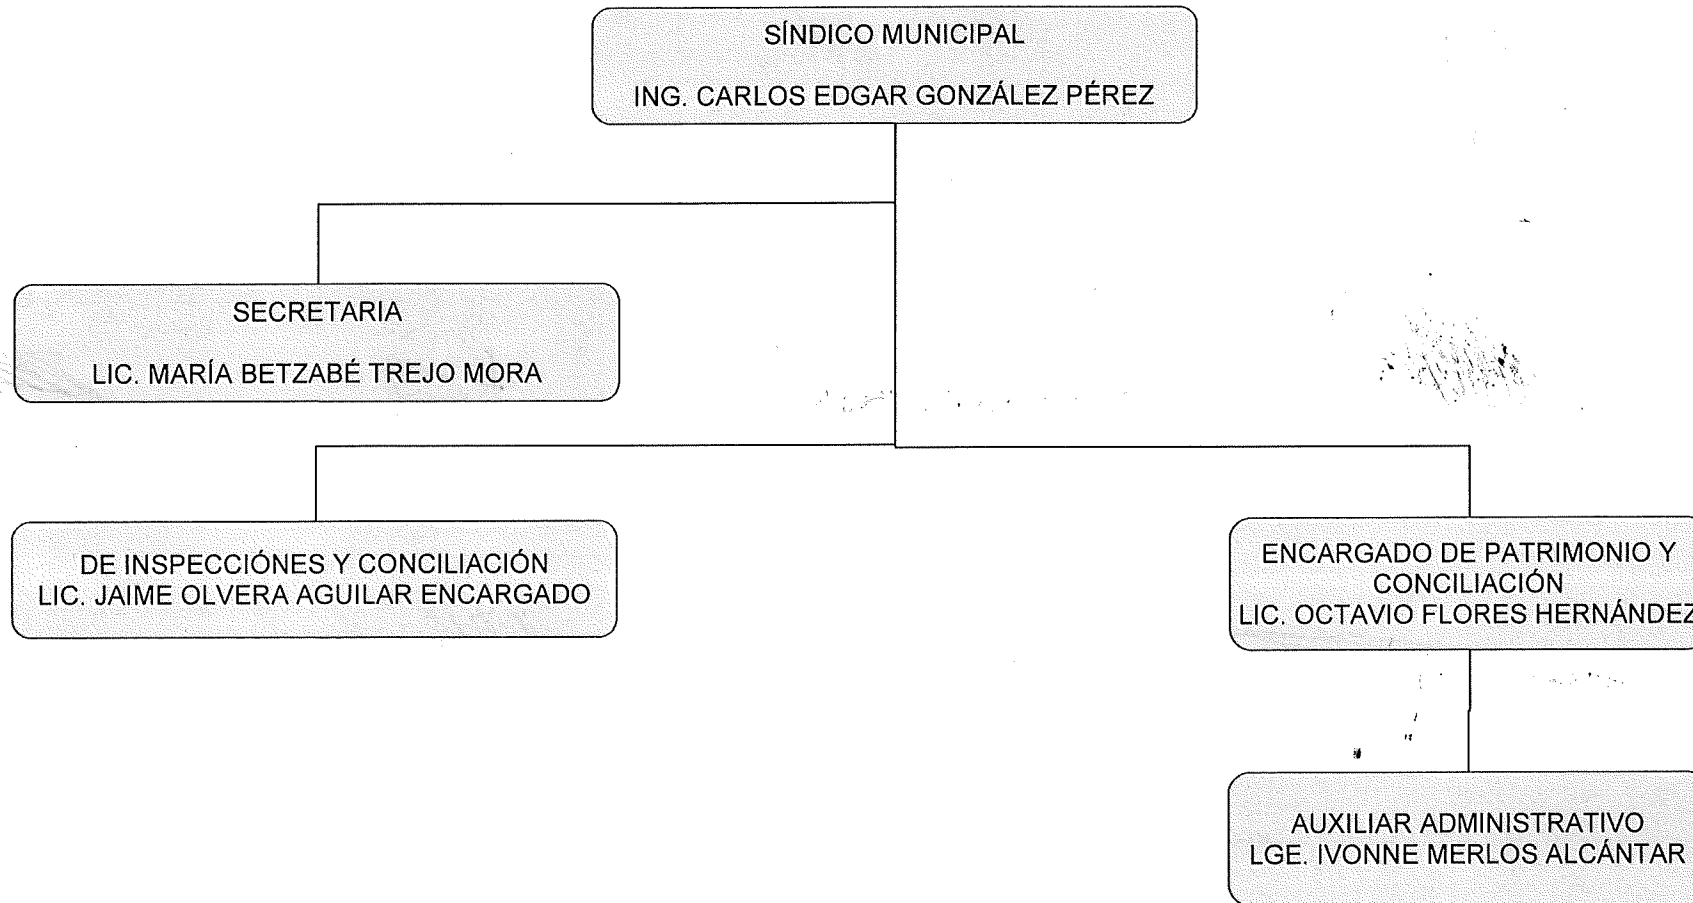 SÍNDICO MUNICIPAL
ING. CARLOS EDGAR GONZÁLEZ PÉREZ
SECRETARIA
LIC. MARÍA BETZABÉ TREJO MORA
DE INSPECCIÓNES Y CONCILIACIÓN
LIC. JAIME OLVERA AGUILAR ENCARGADO
ENCARGADO DE PATRIMONIO Y
CONCILIACIÓN
LIC. OCTAVIO FLORES HERNÁNDEZ
AUXILIAR ADMINISTRATIVO
LGE. IVONNE MERLOS ALCÁNTAR